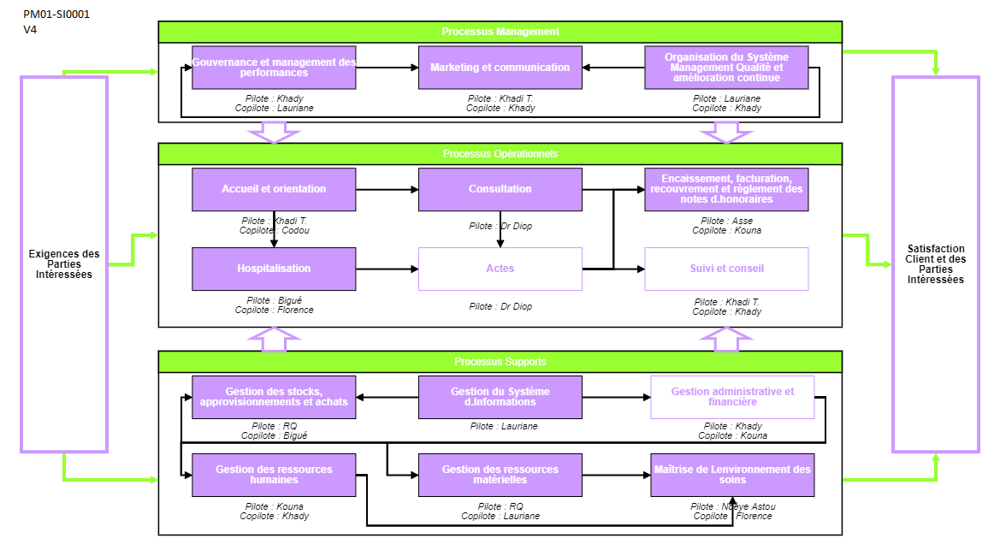 PM01-SI0001
V4
Processus Management
Gouvernance et management des
performances
Marketing et communication
Organisation du Système
Management Qualité et
amélioration continue
Pilote : Khady
Copilote : Lauriane
Pilote : Khadi T.
Copilote : Khady
Pilote : Lauriane
Copilote : Khady
Processus Opérationnels
Accueil et orientation
Consultation
Encaissement, facturation,
recouvrement et règlement des
notes d.honoraires
Pilote : Khadi T.
Copilote : Codou
Pilote : Dr Diop
Pilote : Asse
Copilote : Kouna
Exigences des
Parties
Intéressées
Satisfaction
Client et des
Parties
Intéressées
Hospitalisation
Actes
Suivi et conseil
Pilote : Bigué
Copilote : Florence
Pilote : Dr Diop
Pilote : Khadi T.
Copilote : Khady
Processus Supports
Gestion des stocks,
approvisionnements et achats
Gestion du Système
d.Informations
Gestion administrative et
financière
Pilote : RQ
Copilote : Bigué
Pilote : Lauriane
Pilote : Khady
Copilote : Kouna
Gestion des ressources
humaines
Gestion des ressources
matérielles
Maîtrise de l.environnement des
soins
Pilote : Kouna
Copilote : Khady
Pilote : RQ
Copilote : Lauriane
Pilote : Ndèye Astou
Copilote : Florence